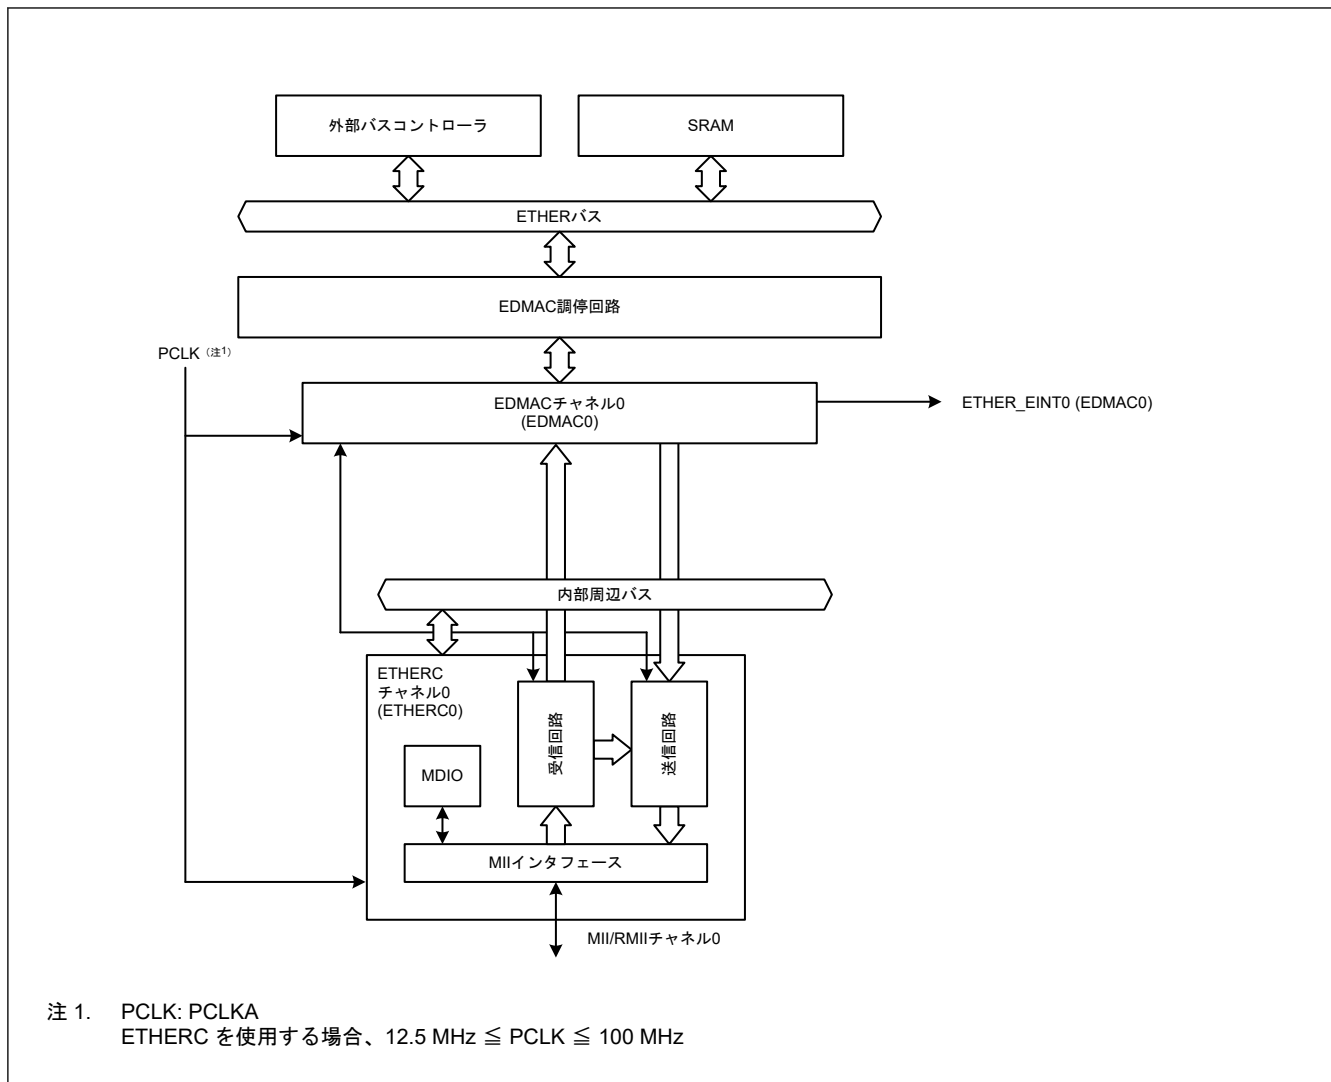 外部バスコントローラ
SRAM
ETHERバス
EDMAC調停回路
PCLK (注1)
EDMACチャネル0
(EDMAC0)
ETHER_EINT0 (EDMAC0)
内部周辺バス
ETHERC
チャネル0
(ETHERC0)
受信回路
送信回路
MDIO
MIIインタフェース
MII/RMIIチャネル0
注 1. PCLK: PCLKA
ETHERC を使用する場合、12.5 MHz ≦ PCLK ≦ 100 MHz